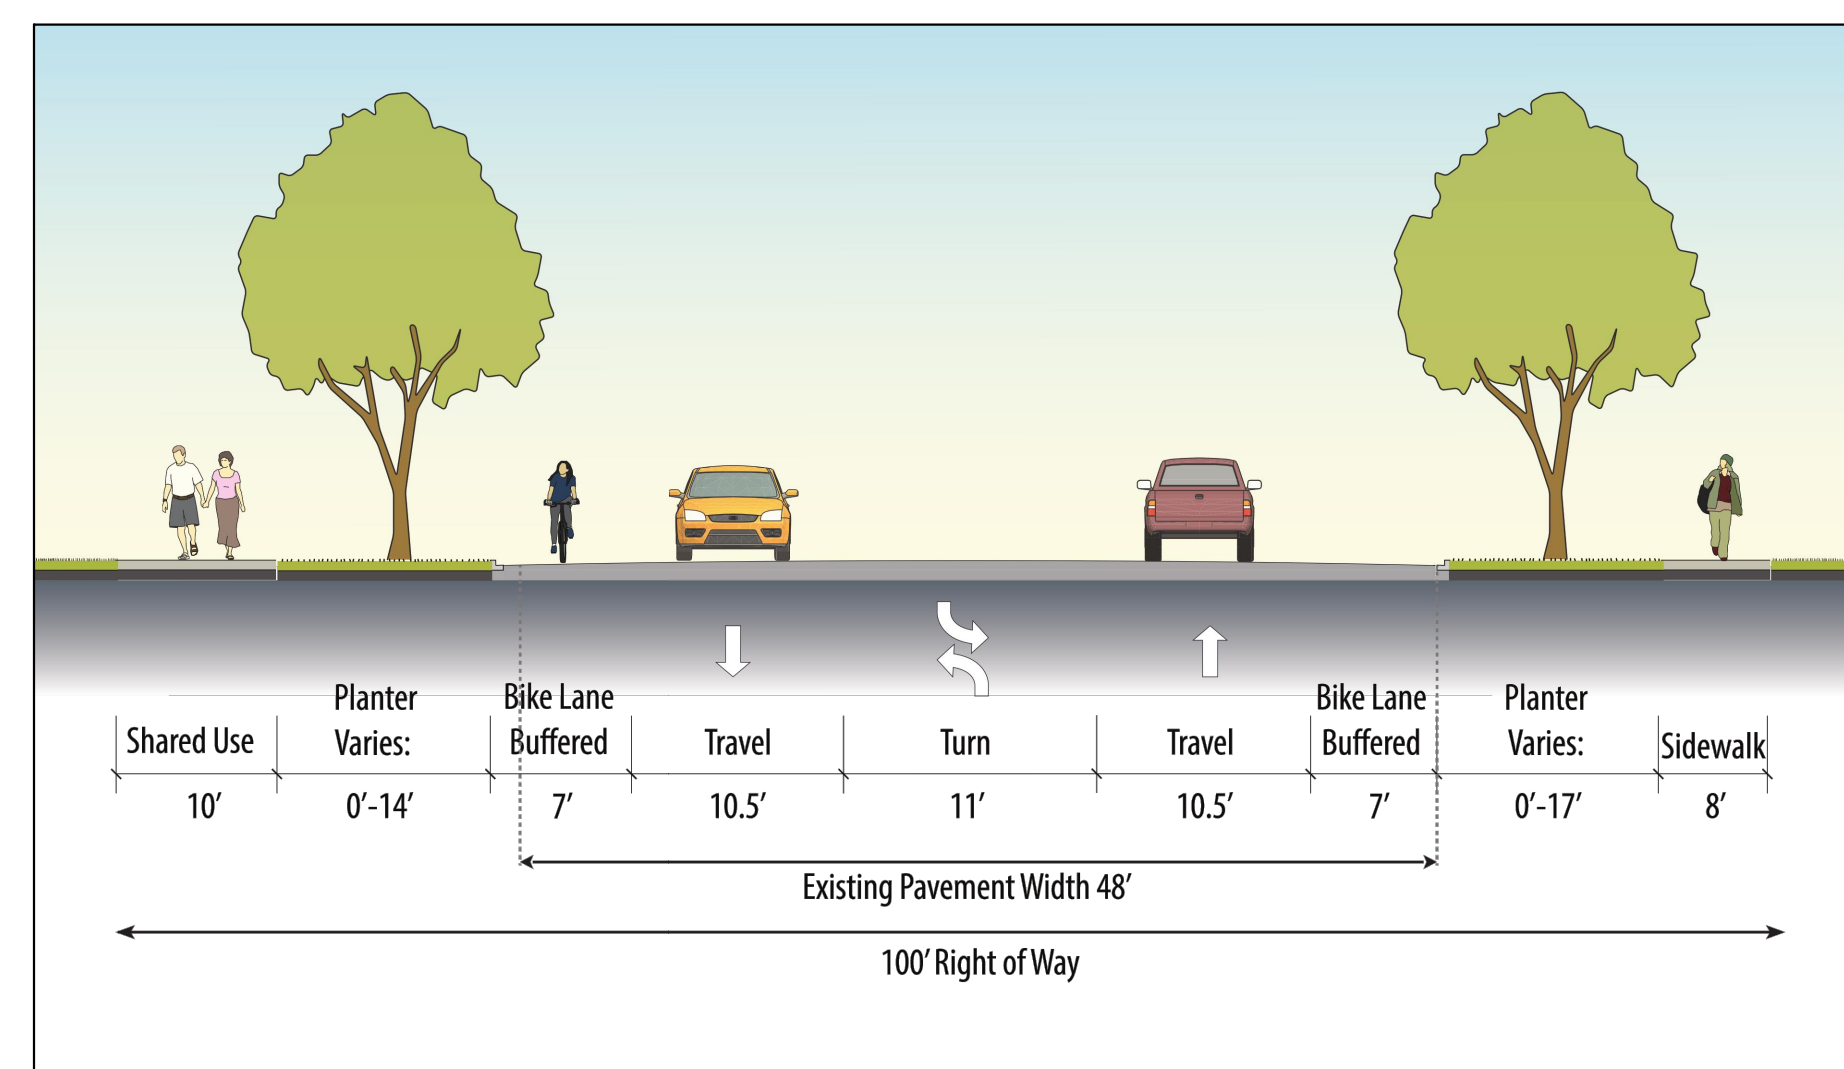 Planter
Bike Lane
Bike Lane
Planter
Shared Use
Varies:
Buffered
Travel
Turn
Travel
Buffered
Varies:
Sidewalk
10′
0′-14′
7′
10.5′
11′
10.5′
7′
0′-17′
8′
Existing Pavement Width 48′
100′ Right of Way